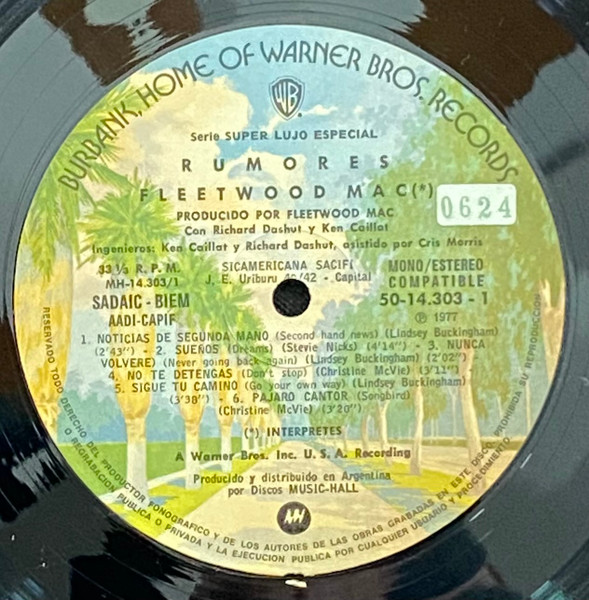 BURBANK, HOME OF WARNER BROS. RECORDS
WB
Serie SUPER LUJO ESPECIAL
RUMORES
FLEETWOOD MAC(*)
0624
PRODUCIDO POR FLEETWOOD MAC
Con Richard Dashut y Ken Caillat
Ingenieros: Ken Caillat y Richard Dashut, asistido por Cris Morris
33 ⅓ R. P. M.
MH-14.303/1
SADAIC - BIEM
AADI-CAPIF
SICAMERICANA SACIF(
J. E. Uriburu /42 - Capital
MONO/ESTEREO
COMPATIBLE
50-14.303 - 1
Ⓟ 1977
1. NOTICIAS DE SEGUNDA MANO (Second hand news) (Lindsey Buckingham)
(2'43") - 2. SUEÑOS (Dreams) (Stevie Nicks) (4'14") - 3. NUNCA
VOLVERE) (Never going back again) (Lindsey Buckingham) (2'02")
4. NO TE DETENGAS (Don't stop) (Christine McVie) (3'11")
5. SIGUE TU CAMINO (Go your own way) (Lindsey Buckingham)
(3'38") - 6. PAJARO CANTOR (Songbird)
(Christine McVie) (3'20")
(*) INTERPRETES
A Warner Bros. Inc. U. S. A. Recording
Producido y distribuido en Argentina
por Discos MUSIC-HALL
MH
RESERVADO TODO DERECHO DEL PRODUCTOR FONOGRAFICO Y DE LOS AUTORES DE LAS OBRAS GRABADAS EN ESTE DISCO. PROHIBIDA SU REPRODUCCION
O REGRABACION PUBLICA O PRIVADA Y LA EJECUCION PUBLICA POR CUALQUIER USUARIO Y PROCEDIMIENTO